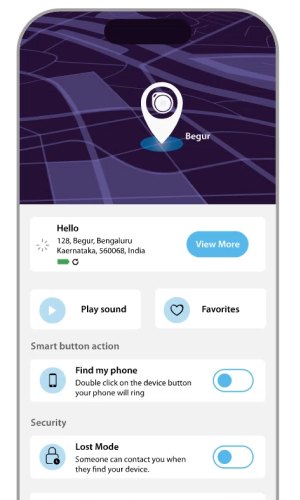 Begur
Hello
128, Begur, Bengaluru
Kaernataka, 560068, India
View More
Play sound
Favorites
Smart button action
Find my phone
Double click on the device button
your phone will ring
Security
Lost Mode
Someone can contact you when
they find your device.